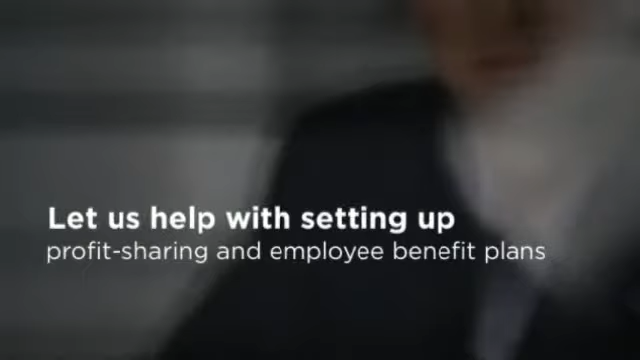 Let us help with setting up
profit-sharing and employee benefit plans